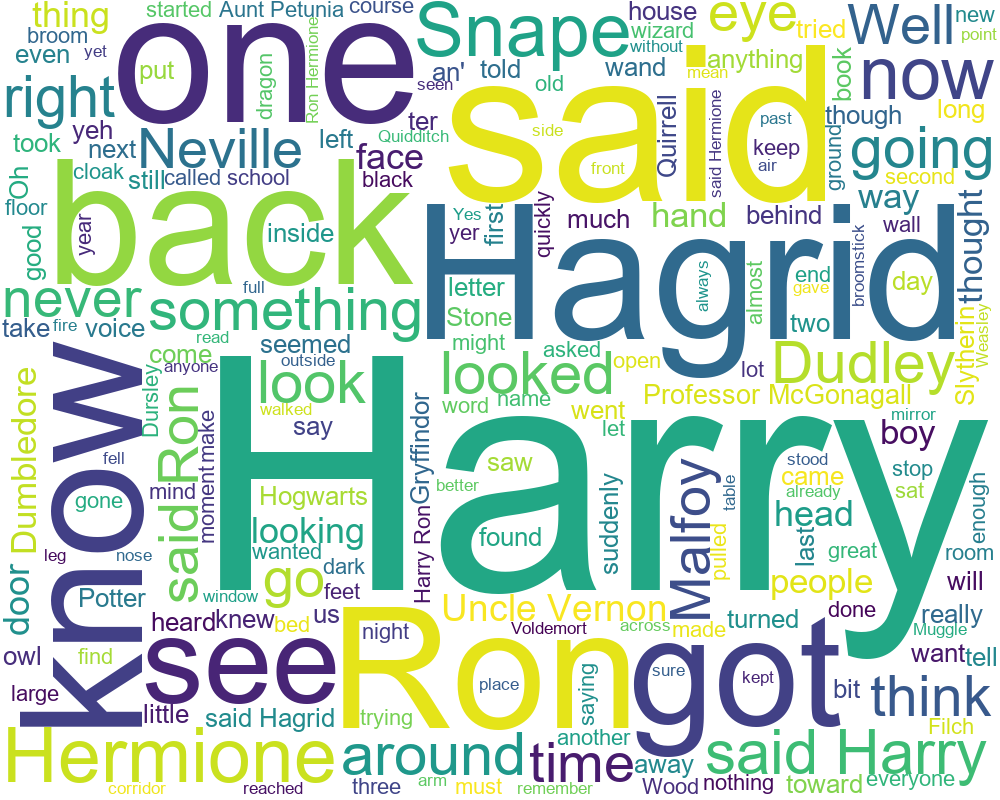 thing
started
Aunt Petunia
course
one
Snape
house
eye
Well
new
broom
wizard
tried
even
yet
put
dragon
Ron Hermione
an'
told
old
wand
without
anything
mean
book
now
point
seen
right
left
ter
said
past
though
long
yeh
Quidditch
side
Quirrell
said Hermione
keep
ground
going
took
next
Neville
face
front
air
second
Oh
cloak
still
called school
black
way
floor
back
year
inside
Yes
yer
first
quickly
much
hand
behind
wall
thought
good
Hagrid
full
letter
always
almost
end
gave
broomstick
day
never
something
Stone
two
take
fire
voice
read
seemed
might
Slytherin
Weasley
know
come
anyone
outside
asked
open
lot
Dudley
look
looked
Dumbledore
Dursley
walked
word
name
went
Professor McGonagall
said Ron
moment
make
say
Harry
Harry Ron
Gryffindor
let
mirror
boy
fell
mind
saw
better
Malfoy
table
stood
came
stop
gone
Hogwarts
already
sat
enough
looking
found
suddenly
pulled
head
last
leg
nose
wanted
dark
great
room
door
Potter
window
go
feet
people
will
heard
knew
bed
us
Uncle Vernon
made
turned
done
really
night
Voldemort
across
Muggle
owl
find
see
Ron
got
want
tell
large
place
sure
kept
bit
think
little
said Hagrid
trying
saying
Filch
Hermione
around
time
another
away
said Harry
corridor
reached
three
arm
must
remember
Wood
nothing
toward
everyone